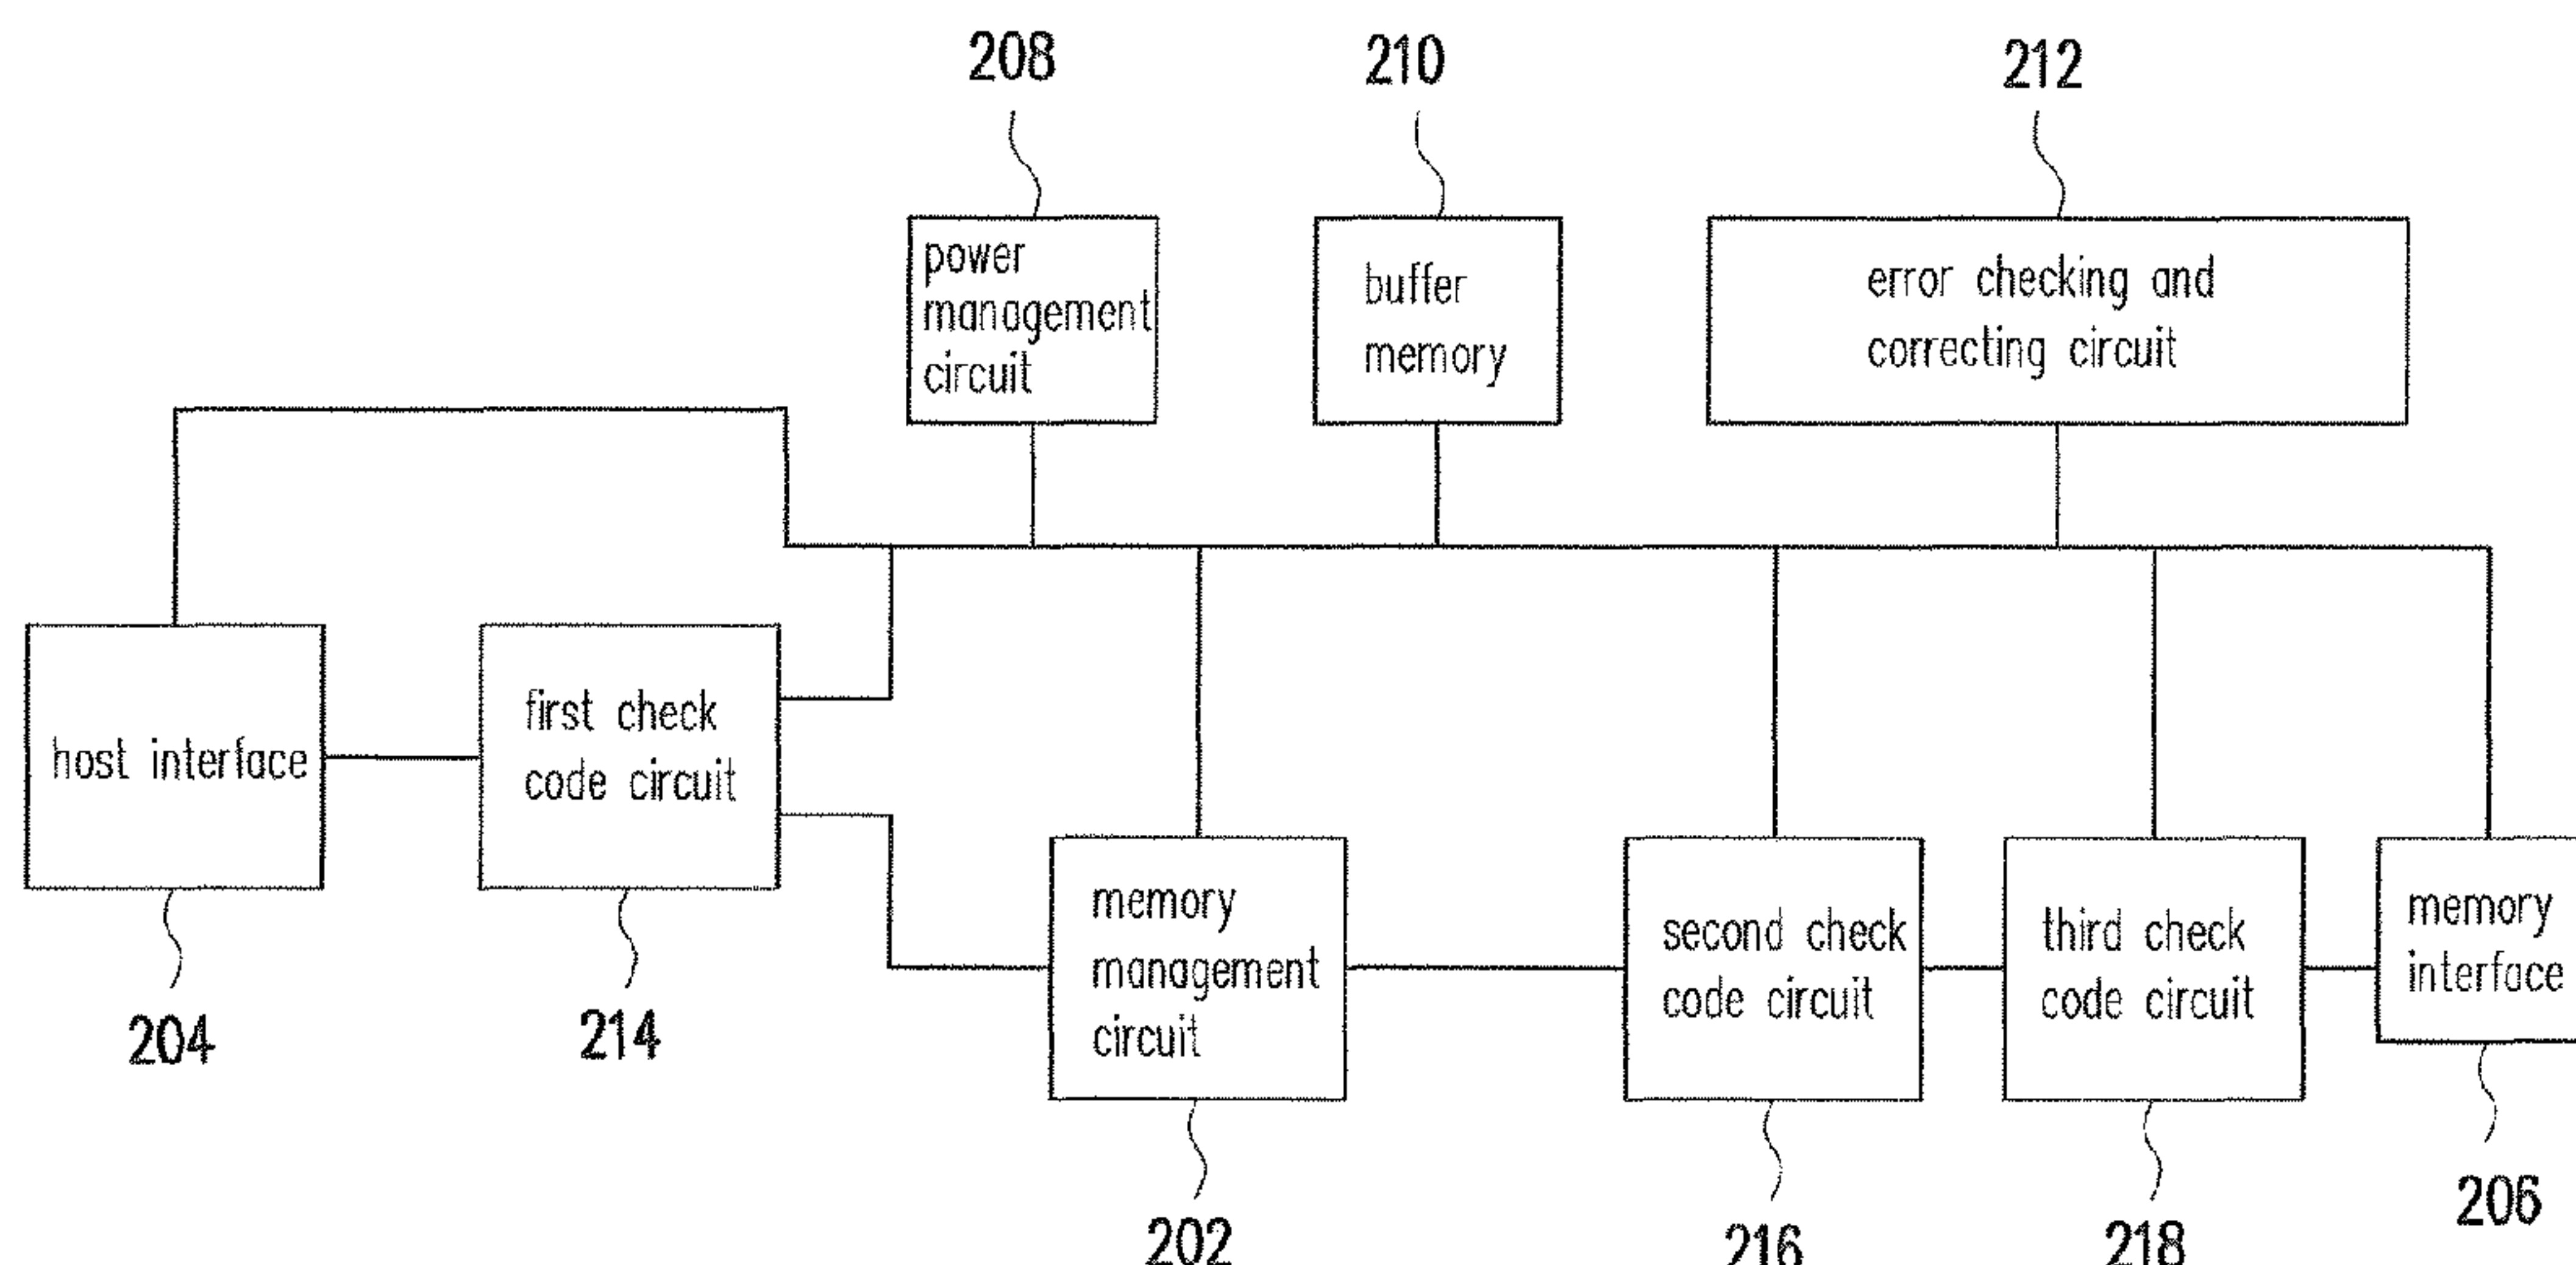 208
210
212
power
management
circuit
buffer
memory
error checking and
correcting circuit
host interface
first check
code circuit
memory
management
circuit
second check
code circuit
third check
code circuit
memory
interface
204
214
202
216
218
206